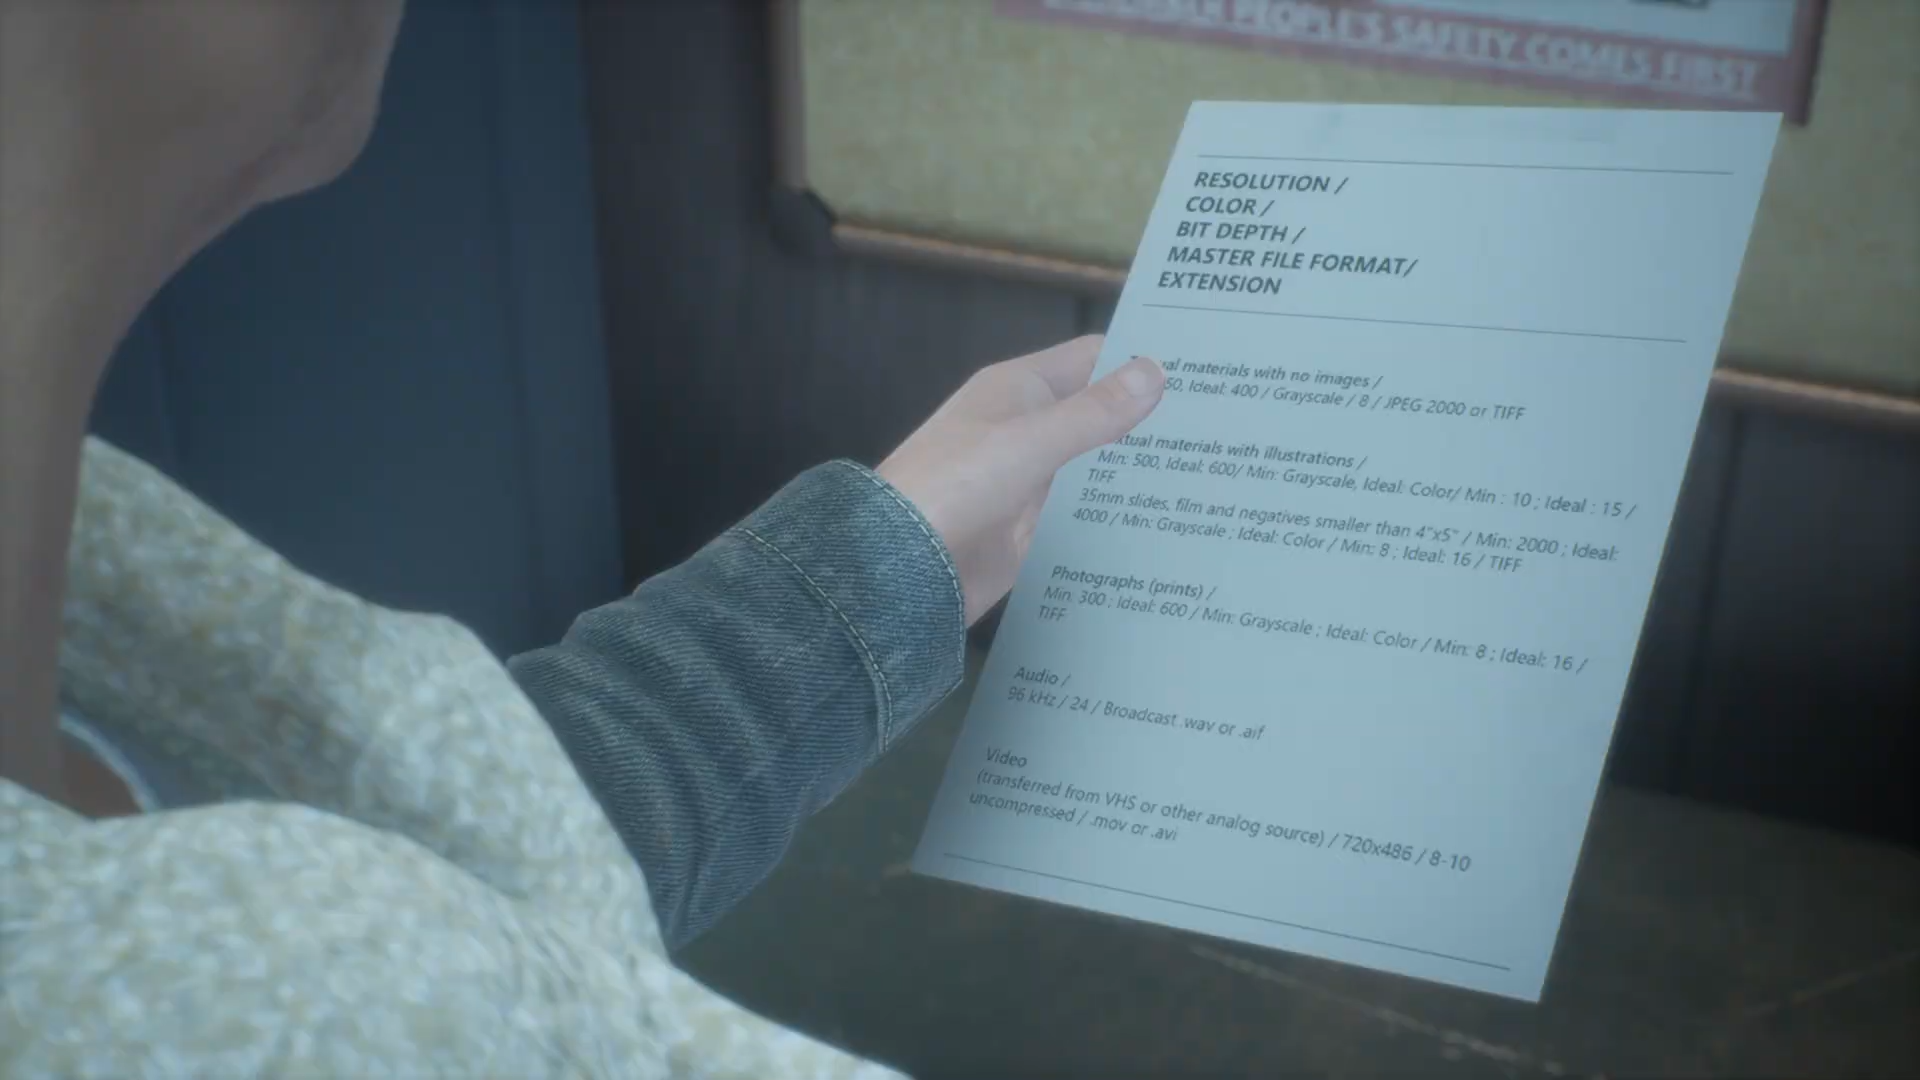 PEOPLE'S SAFETY COMES FIRST
RESOLUTION /
COLOR /
BIT DEPTH /
MASTER FILE FORMAT/
EXTENSION
materials with no images /
Ideal: 400 / Grayscale / 8 / JPEG 2000 or TIFF
materials with illustrations /
Min: 500, Ideal: 600/ Min: Grayscale, Ideal: Color/ Min : 10 ; Ideal : 15 /
TIFF
35mm slides, film and negatives smaller than 4"x5" / Min: 2000 ; Ideal:
4000 / Min: Grayscale ; Ideal: Color / Min: 8 ; Ideal: 16 / TIFF
Photographs (prints) /
Min: 300 ; Ideal: 600 / Min: Grayscale ; Ideal: Color / Min: 8 ; Ideal: 16 /
TIFF
Audio /
96 kHz / 24 / Broadcast .wav or .aif
Video
(transferred from VHS or other analog source) / 720x486 / 8-10
uncompressed / .mov or .avi